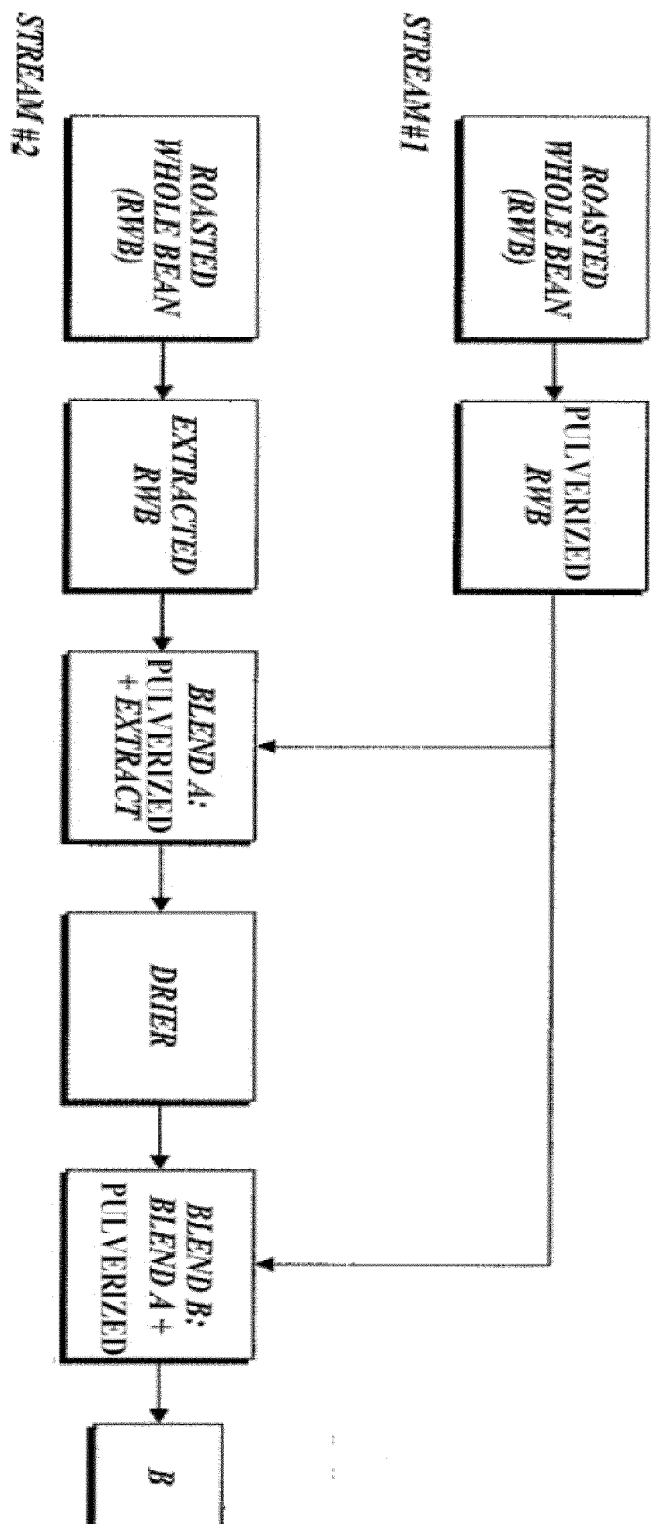 STREAM #1
ROASTED
WHOLE BEAN
(RWB)
PULVERIZED
RWB
STREAM #2
ROASTED
WHOLE BEAN
(RWB)
EXTRACTED
RWB
BLEND A:
PULVERIZED
+ EXTRACT
DRIER
BLEND B:
BLEND A +
PULVERIZED
B